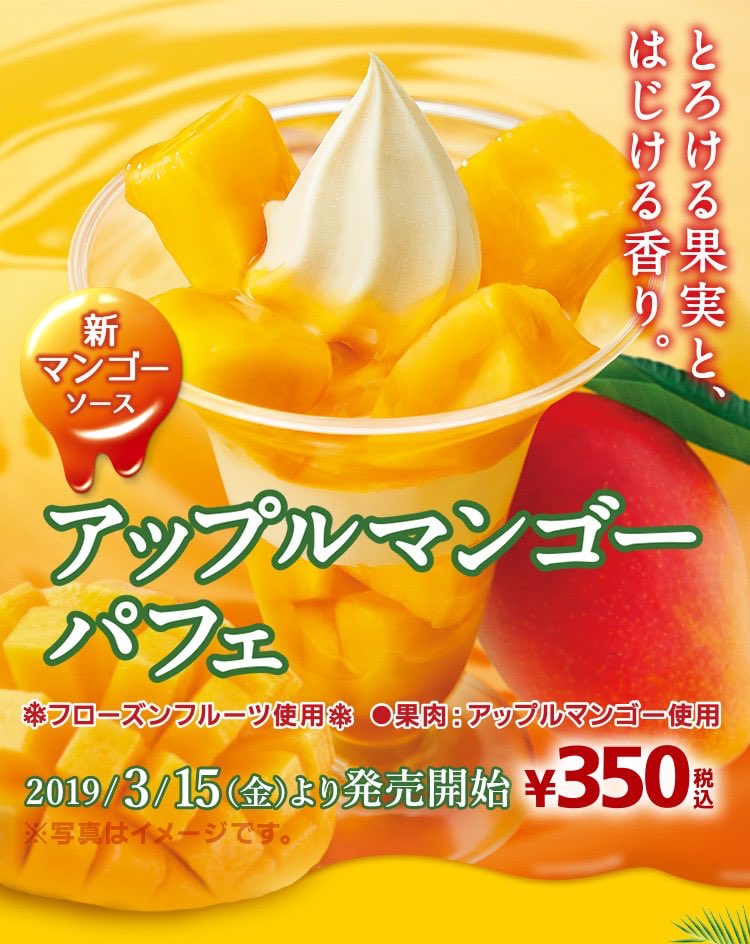 とろける果実と、
はじける香り。
新
マンゴー
ソース
アップルマンゴー
パフェ
❄フローズンフルーツ使用❄ ●果肉:アップルマンゴー使用
2019/3/15(金)より発売開始 ¥350税込
※写真はイメージです。